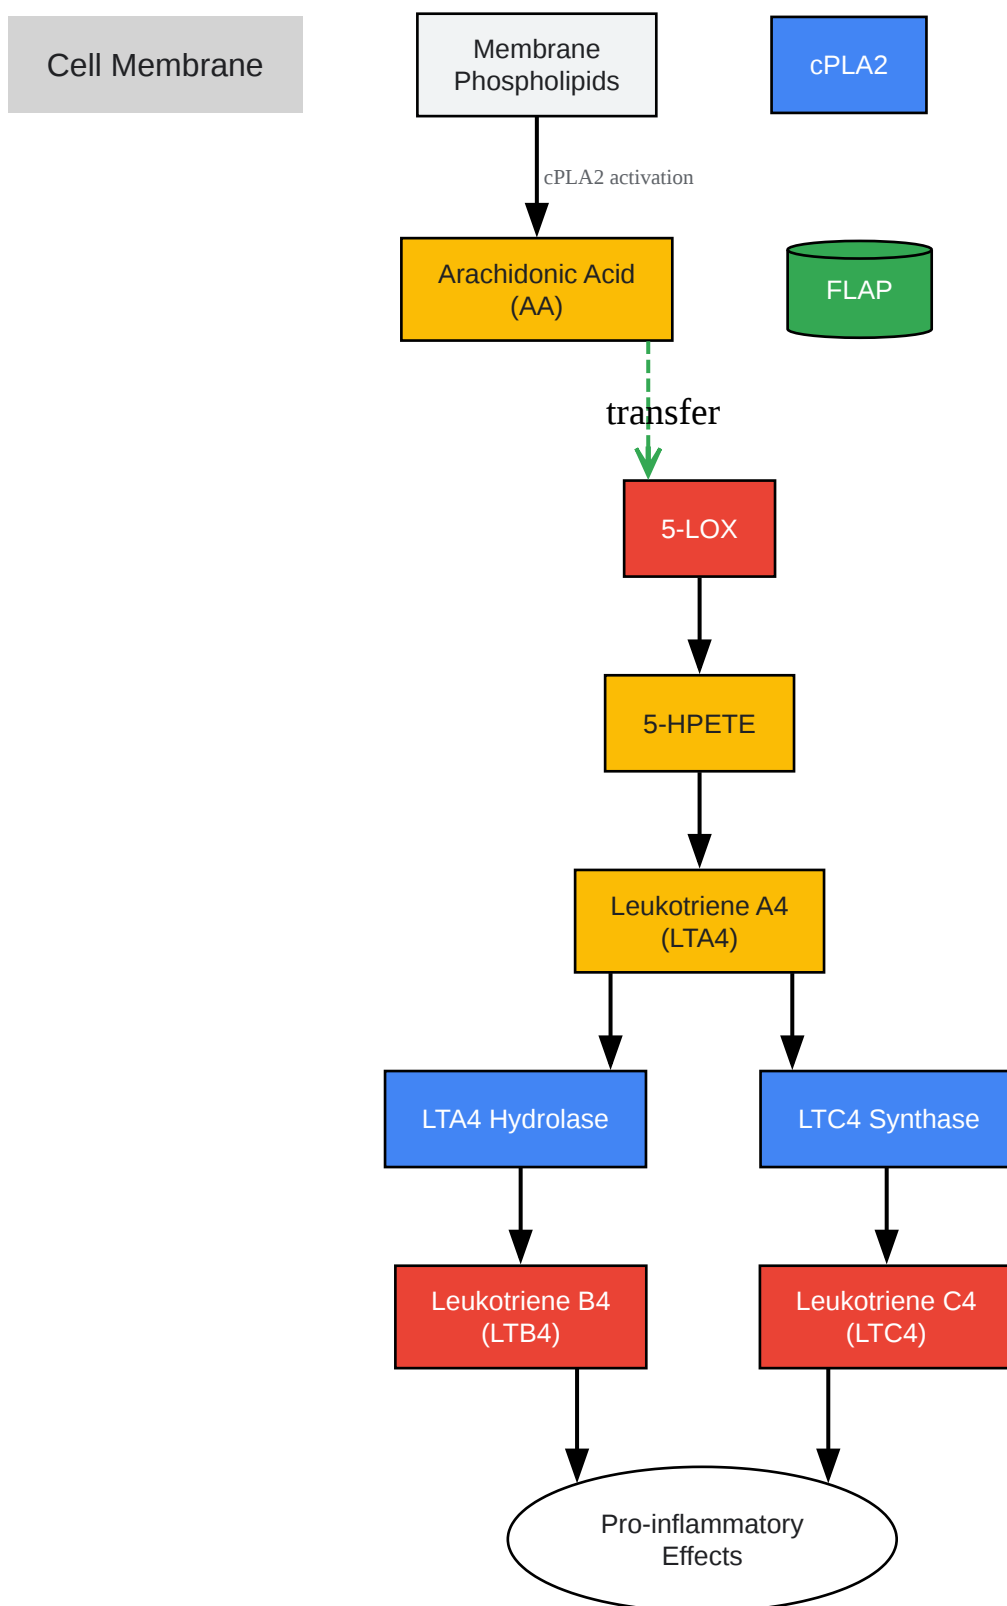 Cell Membrane
Membrane
Phospholipids
cPLA2
cPLA2 activation
Arachidonic Acid
(AA)
FLAP
transfer
5-LOX
5-HPETE
Leukotriene A4
(LTA4)
LTA4 Hydrolase
LTC4 Synthase
Leukotriene B4
(LTB4)
Leukotriene C4
(LTC4)
Pro-inflammatory
Effects